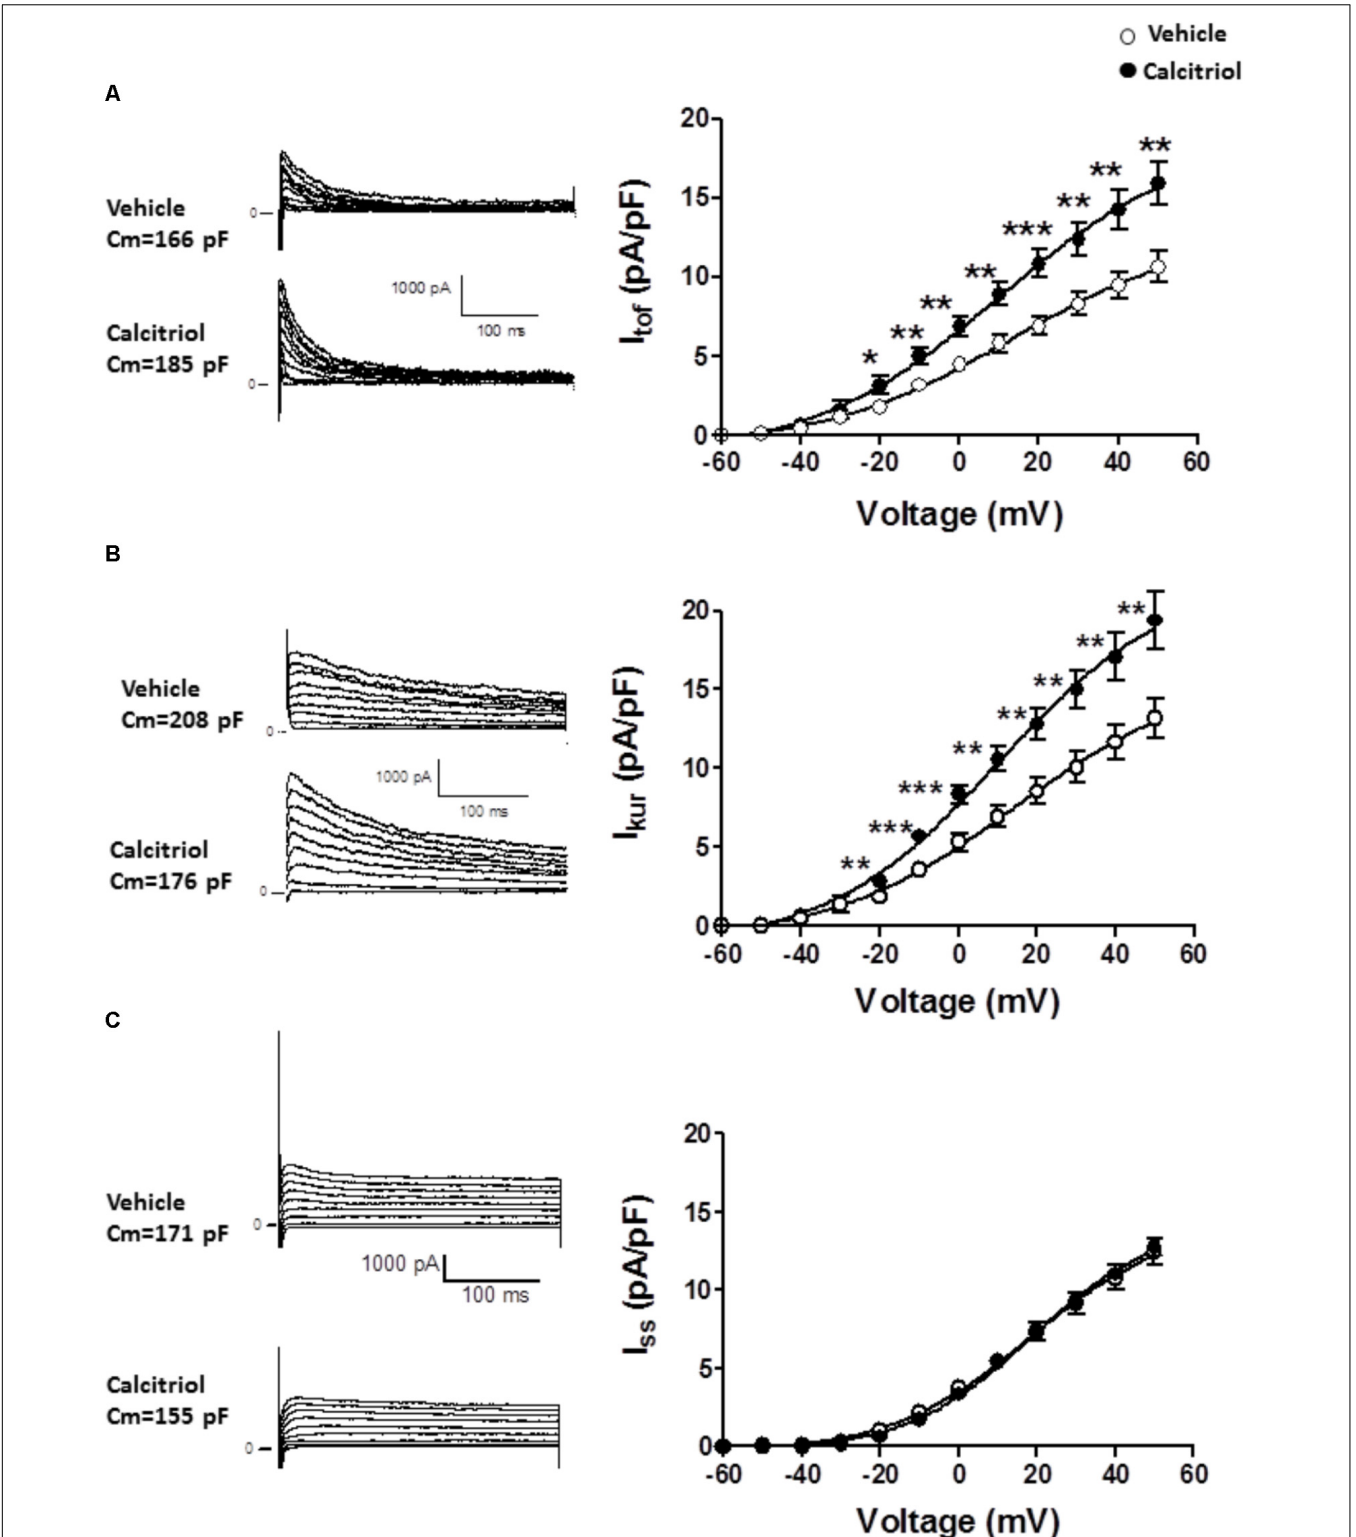 Vehicle
Calcitriol
A
Vehicle
Cm=166 pF
0
1000 pA
100 ms
Calcitriol
Cm=185 pF
0
20
15
10
5
0
Itof (pA/pF)
**
**
**
***
**
**
**
*
-60 -40 -20 0 20 40 60
Voltage (mV)
B
Vehicle
Cm=208 pF
0
1000 pA
100 ms
Calcitriol
Cm=176 pF
0
20
15
10
5
0
Ikur (pA/pF)
**
**
**
**
**
***
***
**
-60 -40 -20 0 20 40 60
Voltage (mV)
C
Vehicle
Cm=171 pF
0
1000 pA
100 ms
Calcitriol
Cm=155 pF
0
20
15
10
5
0
Iss (pA/pF)
-60 -40 -20 0 20 40 60
Voltage (mV)